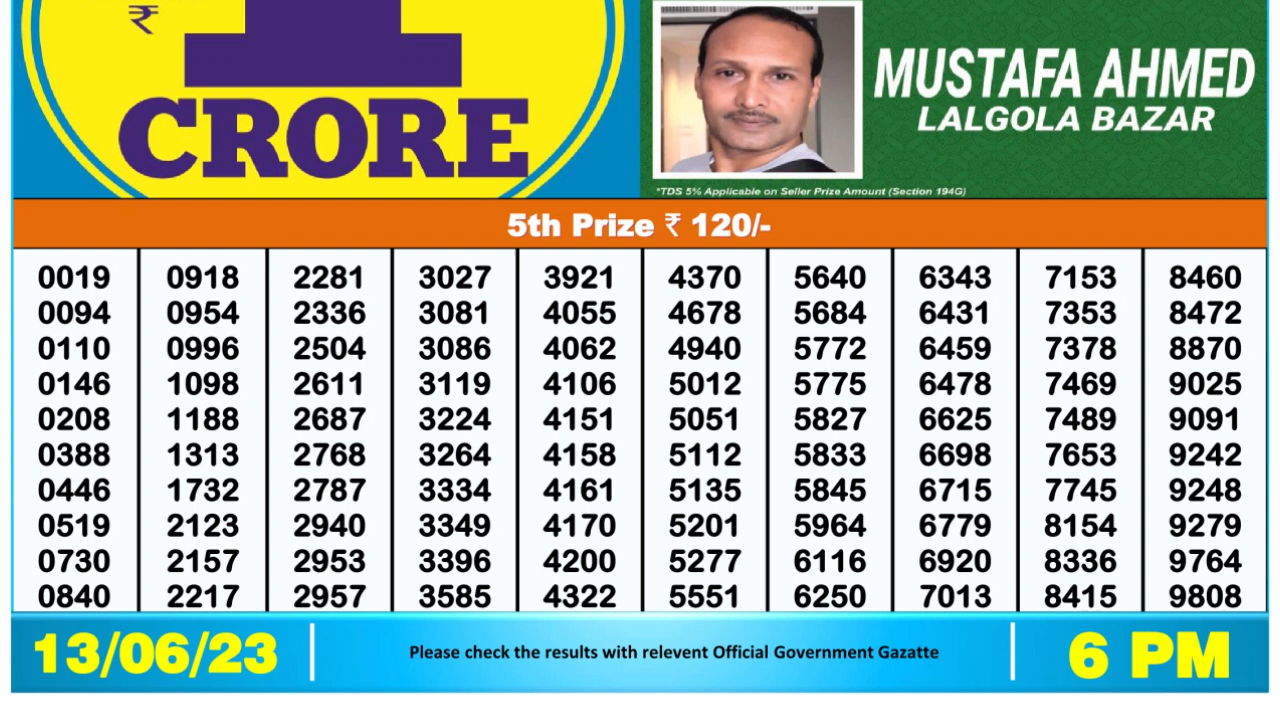 ₹
CRORE
MUSTAFA AHMED
LALGOLA BAZAR
*TDS 5% Applicable on Seller Prize Amount (Section 194G)
5th Prize ₹ 120/-
0019 0918 2281 3027 3921 4370 5640 6343 7153 8460
0094 0954 2336 3081 4055 4678 5684 6431 7353 8472
0110 0996 2504 3086 4062 4940 5772 6459 7378 8870
0146 1098 2611 3119 4106 5012 5775 6478 7469 9025
0208 1188 2687 3224 4151 5051 5827 6625 7489 9091
0388 1313 2768 3264 4158 5112 5833 6698 7653 9242
0446 1732 2787 3334 4161 5135 5845 6715 7745 9248
0519 2123 2940 3349 4170 5201 5964 6779 8154 9279
0730 2157 2953 3396 4200 5277 6116 6920 8336 9764
0840 2217 2957 3585 4322 5551 6250 7013 8415 9808
13/06/23 Please check the results with relevent Official Government Gazatte 6 PM